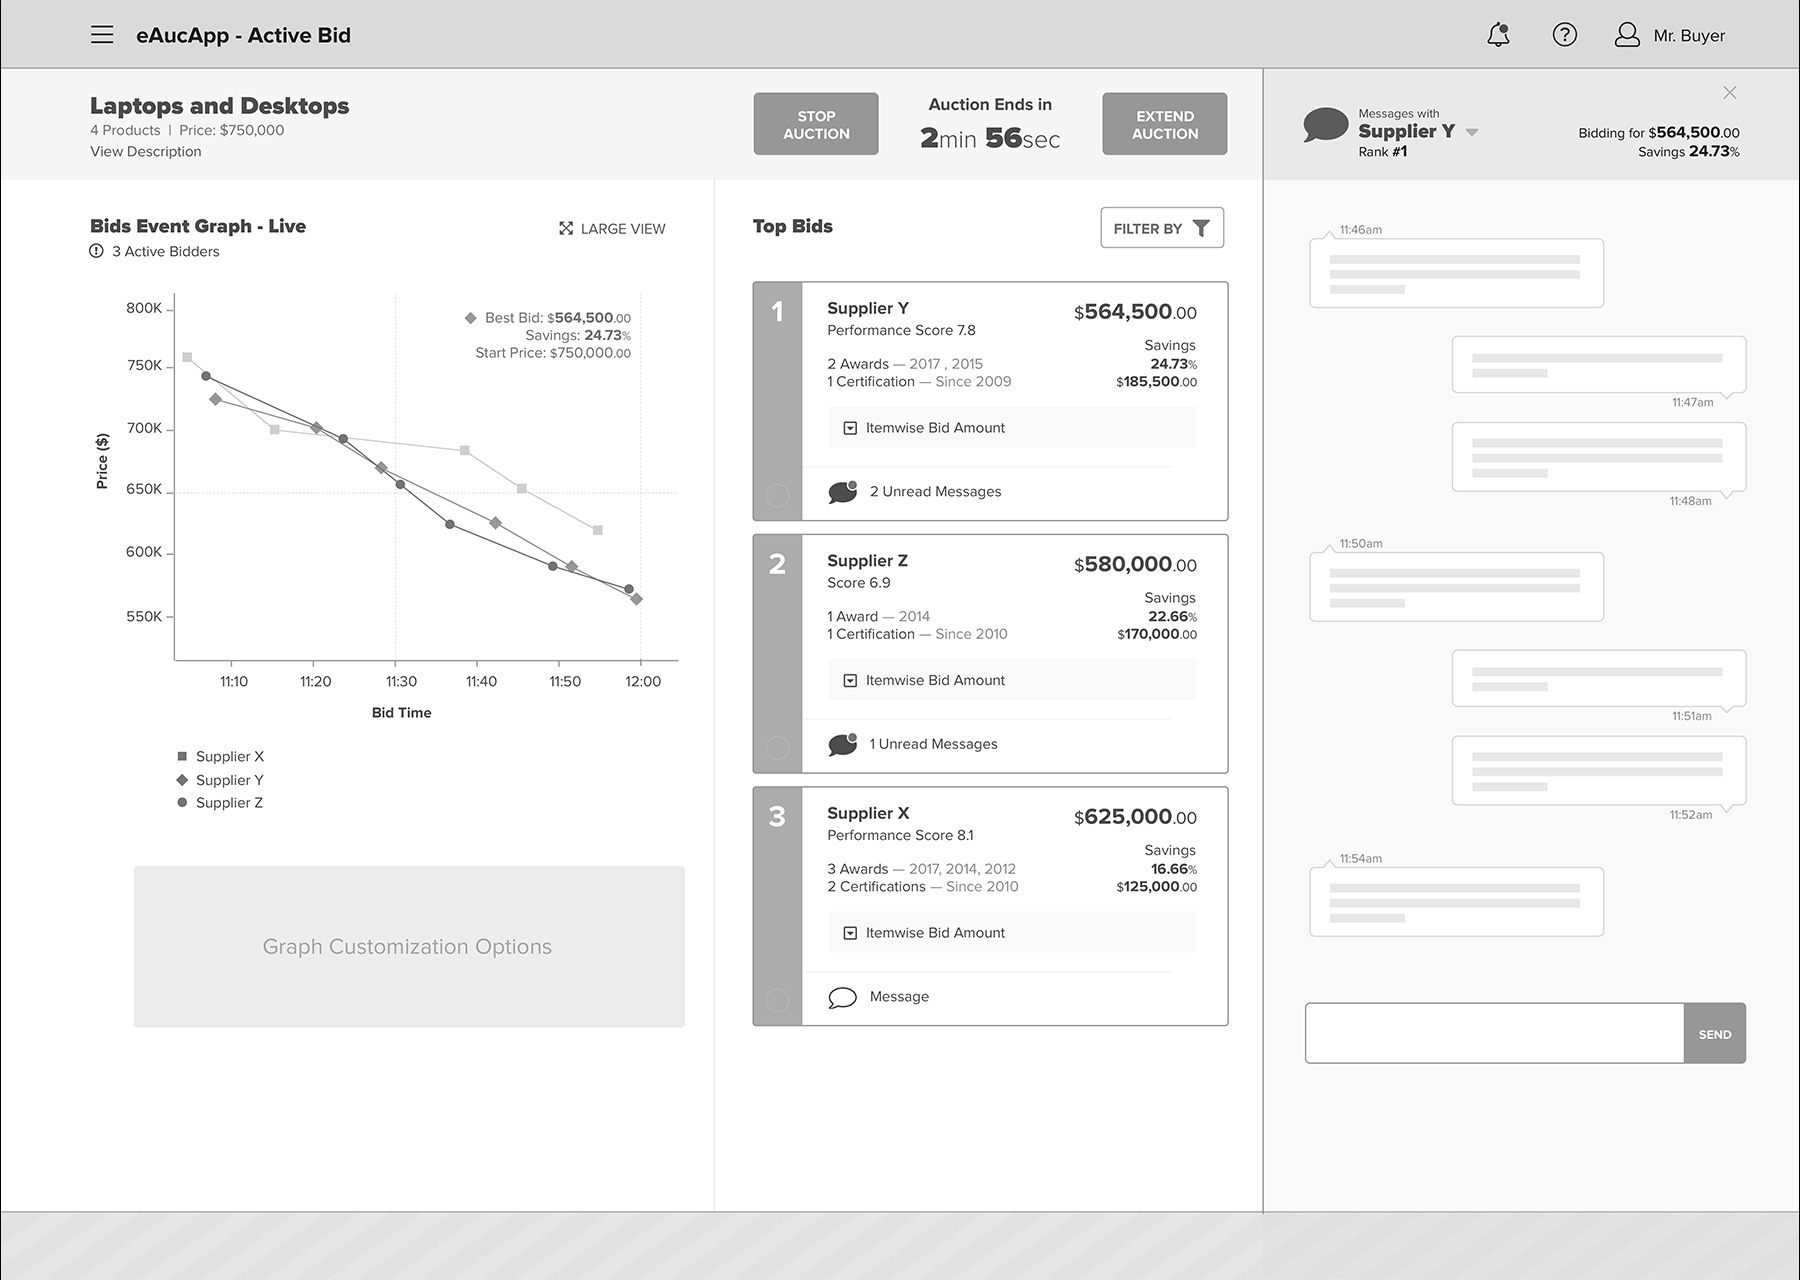 eAucApp - Active Bid
Mr. Buyer
Laptops and Desktops
4 Products | Price: $750,000
View Description
STOP
AUCTION
Auction Ends in
2min 56sec
EXTEND
AUCTION
Messages with
Supplier Y
Rank #1
Bidding for $564,500.00
Savings 24.73%
Bids Event Graph - Live
LARGE VIEW
3 Active Bidders
Best Bid: $564,500.00
Savings: 24.73%
Start Price: $750,000.00
800K
750K
700K
650K
600K
550K
Price ($)
11:10
11:20
11:30
11:40
11:50
12:00
Bid Time
Supplier X
Supplier Y
Supplier Z
Graph Customization Options
Top Bids
FILTER BY
1
Supplier Y
$564,500.00
Performance Score 7.8
Savings
2 Awards — 2017 , 2015
24.73%
1 Certification — Since 2009
$185,500.00
Itemwise Bid Amount
2 Unread Messages
2
Supplier Z
$580,000.00
Score 6.9
Savings
1 Award — 2014
22.66%
1 Certification — Since 2010
$170,000.00
Itemwise Bid Amount
1 Unread Messages
3
Supplier X
$625,000.00
Performance Score 8.1
Savings
3 Awards — 2017, 2014, 2012
16.66%
2 Certifications — Since 2010
$125,000.00
Itemwise Bid Amount
Message
11:46am
11:47am
11:48am
11:50am
11:51am
11:52am
11:54am
SEND